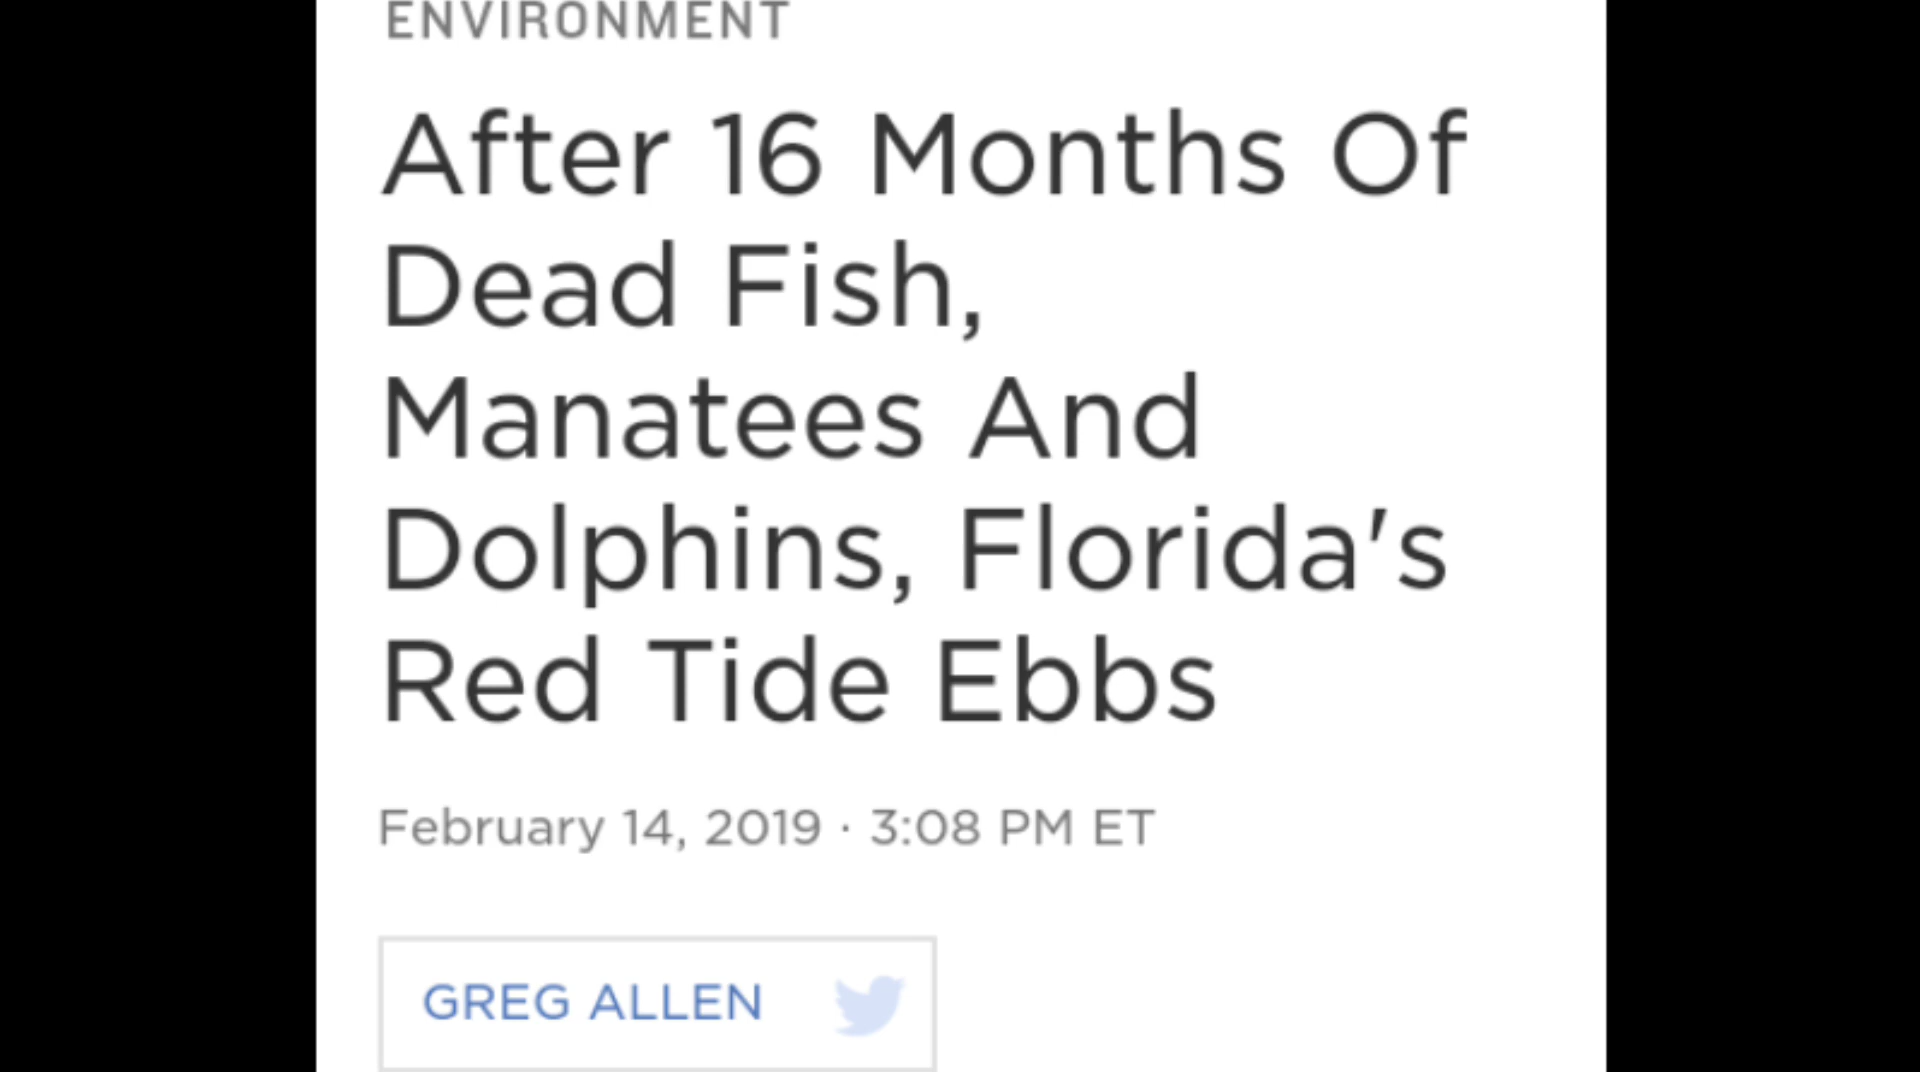 ENVIRONMENT
After 16 Months Of
Dead Fish,
Manatees And
Dolphins, Florida's
Red Tide Ebbs
February 14, 2019 · 3:08 PM ET
GREG ALLEN